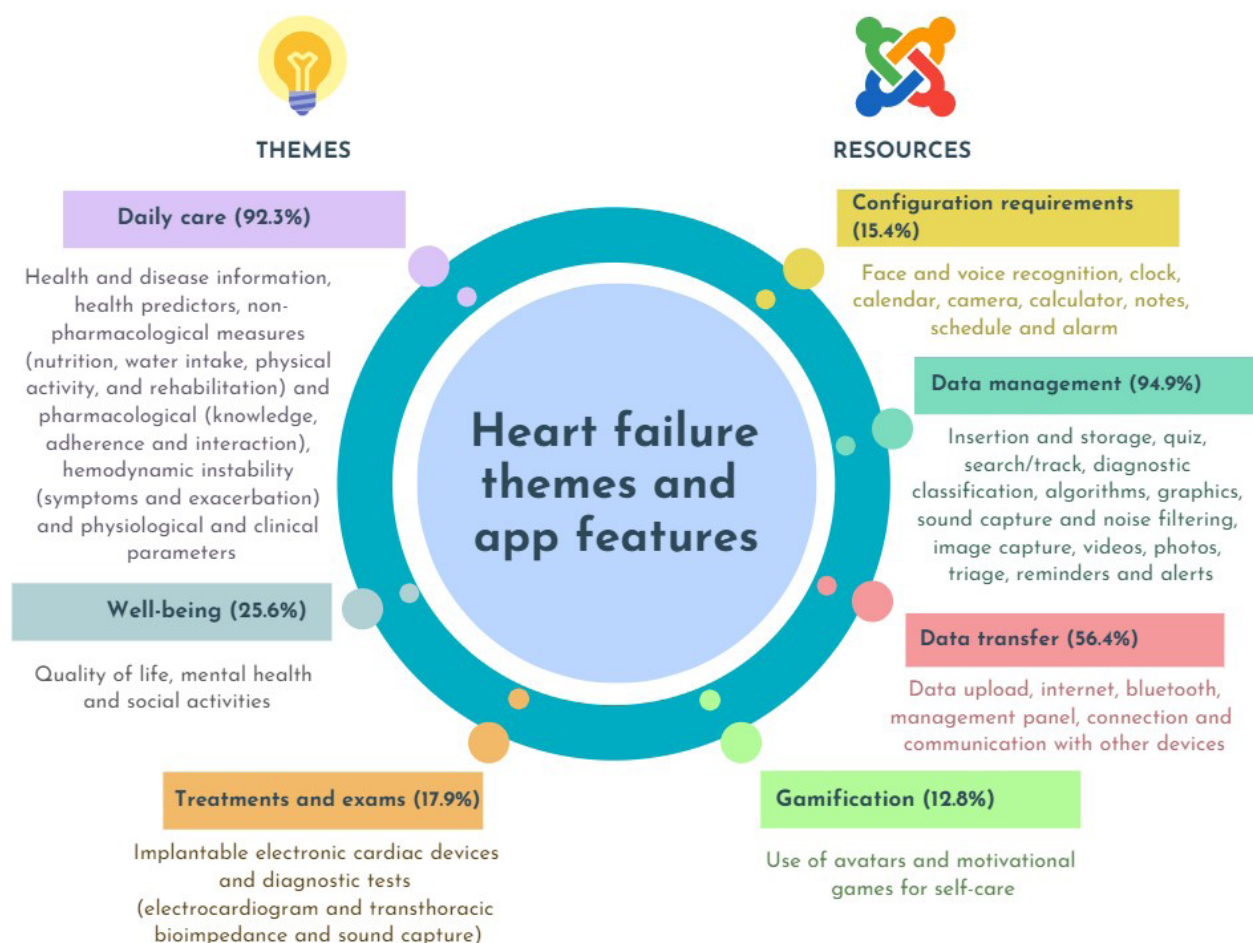 THEMES
RESOURCES
Daily care (92.3%)
Health and disease information,
health predictors, non-
pharmacological measures
(nutrition, water intake, physical
activity, and rehabilitation) and
pharmacological (knowledge,
adherence and interaction),
hemodynamic instability
(symptoms and exacerbation)
and physiological and clinical
parameters
Well-being (25.6%)
Quality of life, mental health
and social activities
Treatments and exams (17.9%)
Implantable electronic cardiac devices
and diagnostic tests
(electrocardiogram and transthoracic
bioimpedance and sound capture)
Heart failure
themes and
app features
Configuration requirements
(15.4%)
Face and voice recognition, clock,
calendar, camera, calculator, notes,
schedule and alarm
Data management (94.9%)
Insertion and storage, quiz,
search/track, diagnostic
classification, algorithms, graphics,
sound capture and noise filtering,
image capture, videos, photos,
triage, reminders and alerts
Data transfer (56.4%)
Data upload, internet, bluetooth,
management panel, connection and
communication with other devices
Gamification (12.8%)
Use of avatars and motivational
games for self-care